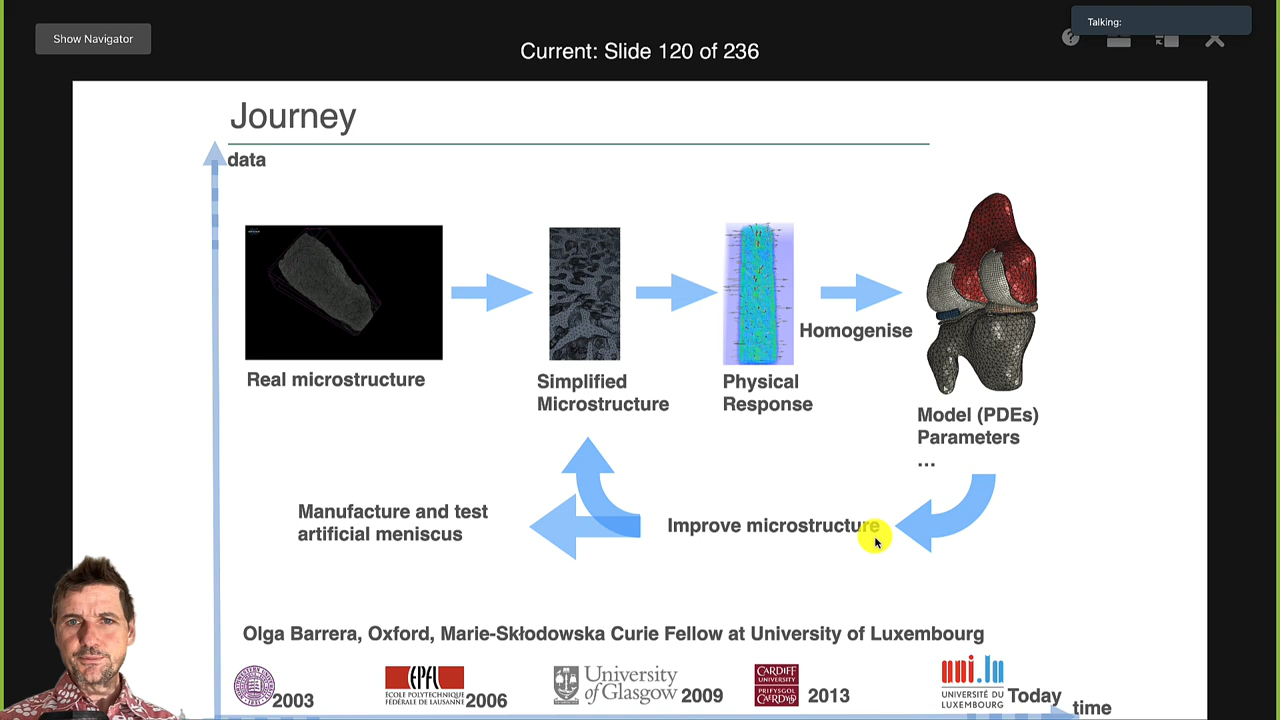 Show Navigator
Talking:
Current: Slide 120 of 236
Journey
data
Homogenise
Real microstructure
Simplified
Microstructure
Physical
Response
Model (PDEs)
Parameters
...
Manufacture and test
artificial meniscus
Improve microstructure
Olga Barrera, Oxford, Marie-Skłodowska Curie Fellow at University of Luxembourg
2003
EPFL
ÉCOLE POLYTECHNIQUE
FÉDÉRALE DE LAUSANNE
2006
University
of Glasgow
2009
CARDIFF
UNIVERSITY
PRIFYSGOL
CAERDYDD
2013
uni.lu
UNIVERSITÉ DU
LUXEMBOURG
Today
time